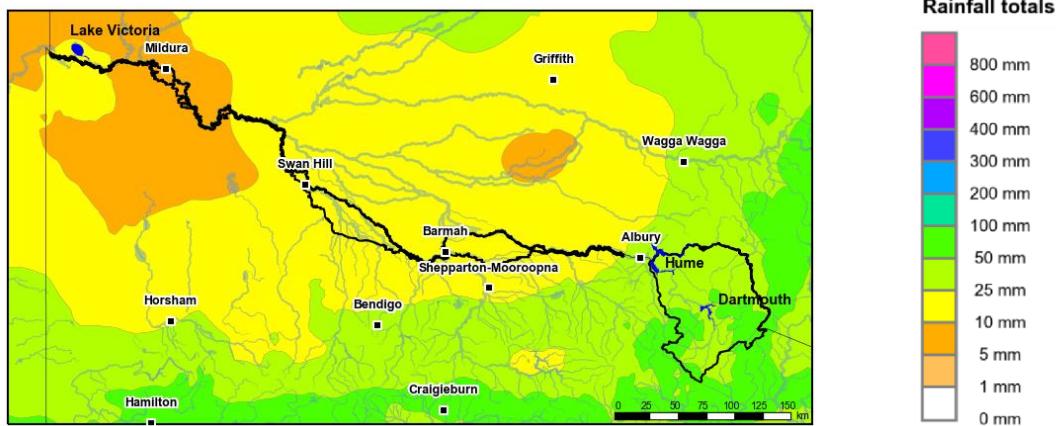 Rainfall totals
Lake Victoria
Mildura
Griffith
Wagga Wagga
Swan Hill
Barmah
Albury
Hume
Shepparton-Mooroopna
Dartmouth
Horsham
Bendigo
Craigieburn
Hamilton
0 25 50 75 100 125 150
km
800 mm
600 mm
400 mm
300 mm
200 mm
100 mm
50 mm
25 mm
10 mm
5 mm
1 mm
0 mm